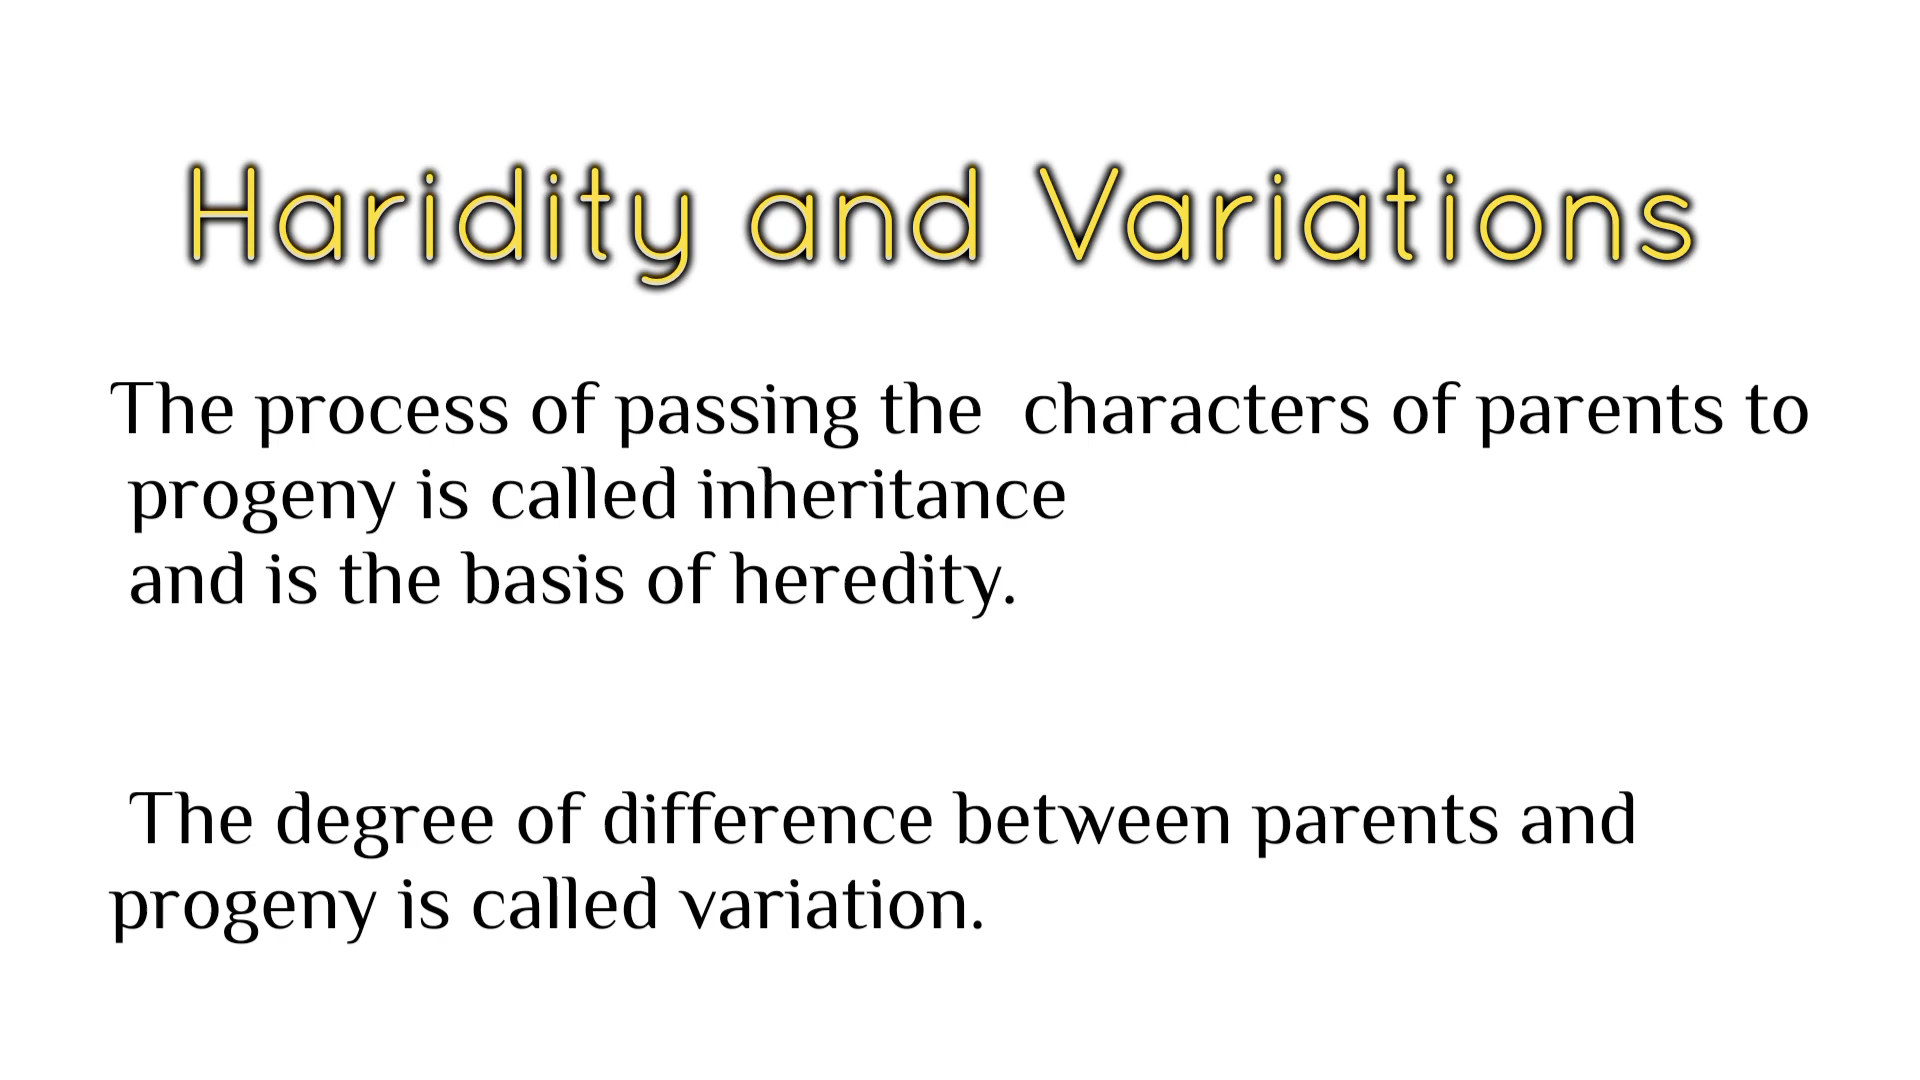 Haridity and Variations
The process of passing the  characters of parents to
progeny is called inheritance
and is the basis of heredity.
The degree of difference between parents and
progeny is called variation.